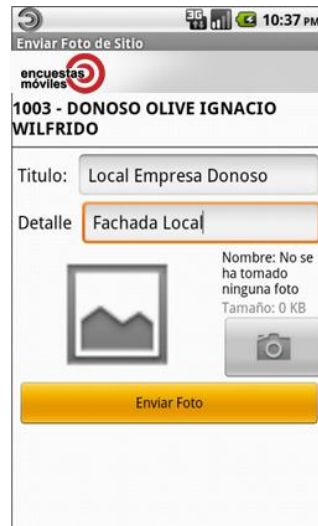 3G 10:37 PM
Enviar Foto de Sitio
encuestas
móviles
1003 - DONOSO OLIVE IGNACIO
WILFRIDO
Titulo: Local Empresa Donoso
Detalle Fachada Local
Nombre: No se
ha tomado
ninguna foto
Tamaño: 0 KB
Enviar Foto